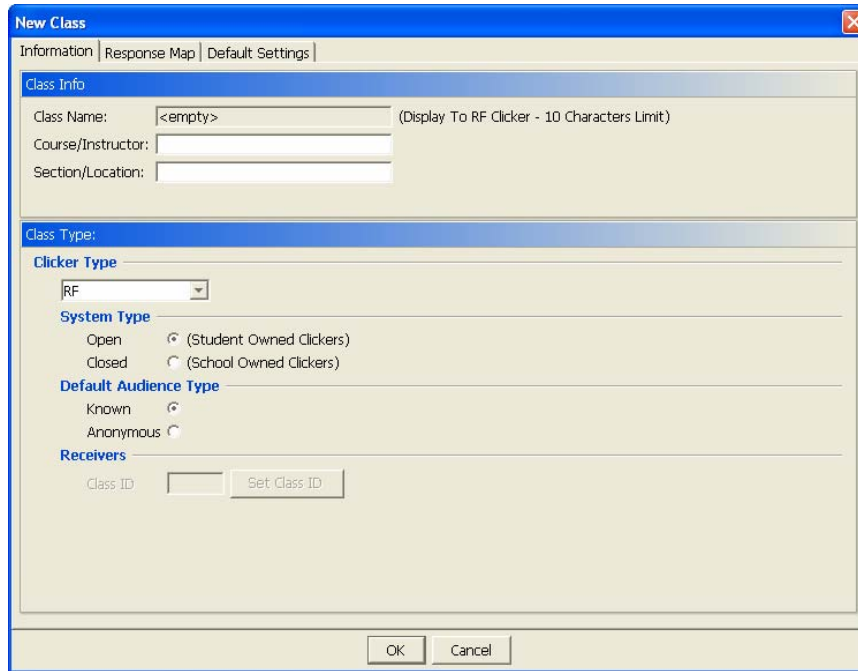 New Class
Information Response Map Default Settings
Class Info
Class Name: <empty> (Display To RF Clicker - 10 Characters Limit)
Course/Instructor:
Section/Location:
Class Type:
Clicker Type
RF
System Type
Open (Student Owned Clickers)
Closed (School Owned Clickers)
Default Audience Type
Known
Anonymous
Receivers
Class ID Set Class ID
OK Cancel